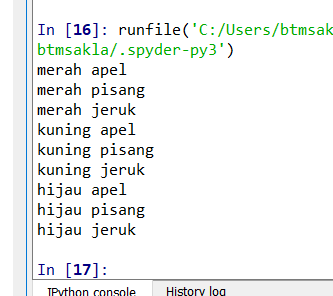 In [16]: runfile('C:/Users/btmsak
btmsakla/.spyder-py3')
merah apel
merah pisang
merah jeruk
kuning apel
kuning pisang
kuning jeruk
hijau apel
hijau pisang
hijau jeruk
In [17]:
IPython console History log